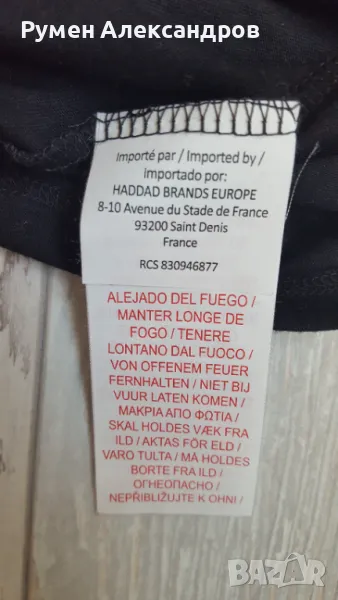 Румен Александров
Importé par / Imported by /
importado por:
HADDAD BRANDS EUROPE
8-10 Avenue du Stade de France
93200 Saint Denis
France
RCS 830946877
ALEJADO DEL FUEGO /
MANTER LONGE DE
FOGO / TENERE
LONTANO DAL FUOCO /
VON OFFENEM FEUER
FERNHALTEN / NIET BIJ
VUUR LATEN KOMEN /
ΜΑΚΡΙΑ ΑΠΟ ΦΩΤΙΑ /
SKAL HOLDES VÆK FRA
ILD / AKTAS FÖR ELD /
VARO TULTA / MÅ HOLDES
BORTE FRA ILD /
ОГНЕОПАСНО /
NEPŘIBLIŽUJTE K OHNI /
bazar.bg